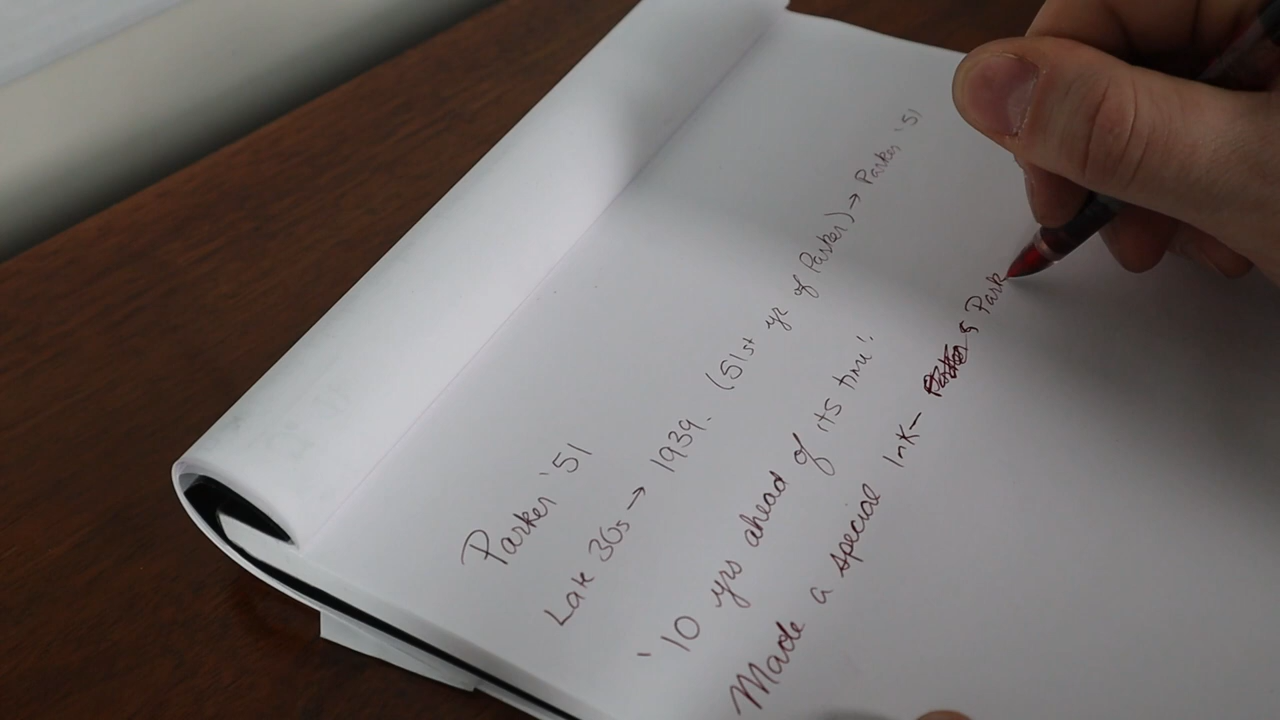 Parker '51
Late 30s → 1939. (51st yr of Parker) → Parker '51
'10 yrs ahead of its time'.
Made a special Ink — Park